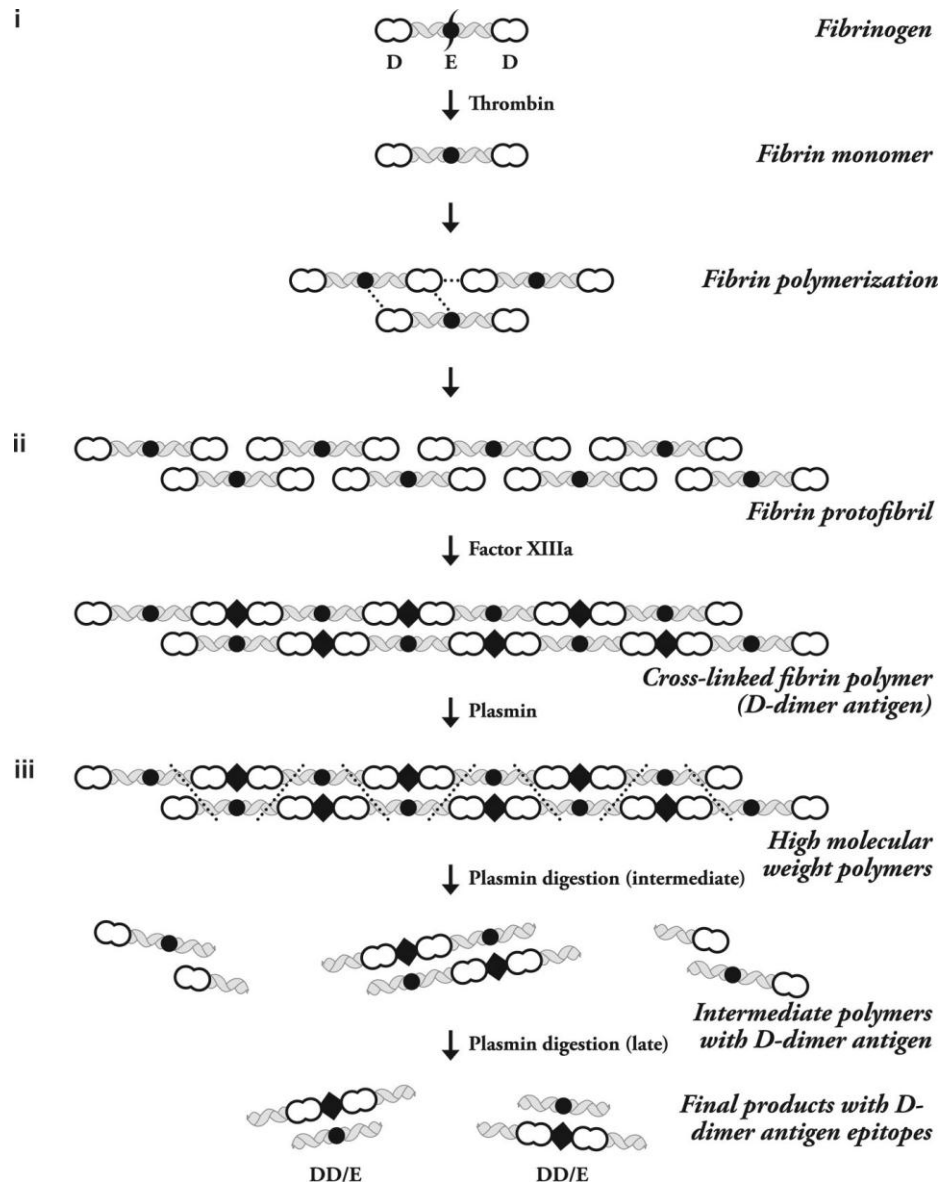 i
Fibrinogen
D E D
Thrombin
Fibrin monomer
Fibrin polymerization
ii
Fibrin protofibril
Factor XIIIa
Cross-linked fibrin polymer
(D-dimer antigen)
Plasmin
iii
High molecular
weight polymers
Plasmin digestion (intermediate)
Intermediate polymers
with D-dimer antigen
Plasmin digestion (late)
Final products with D-
dimer antigen epitopes
DD/E DD/E